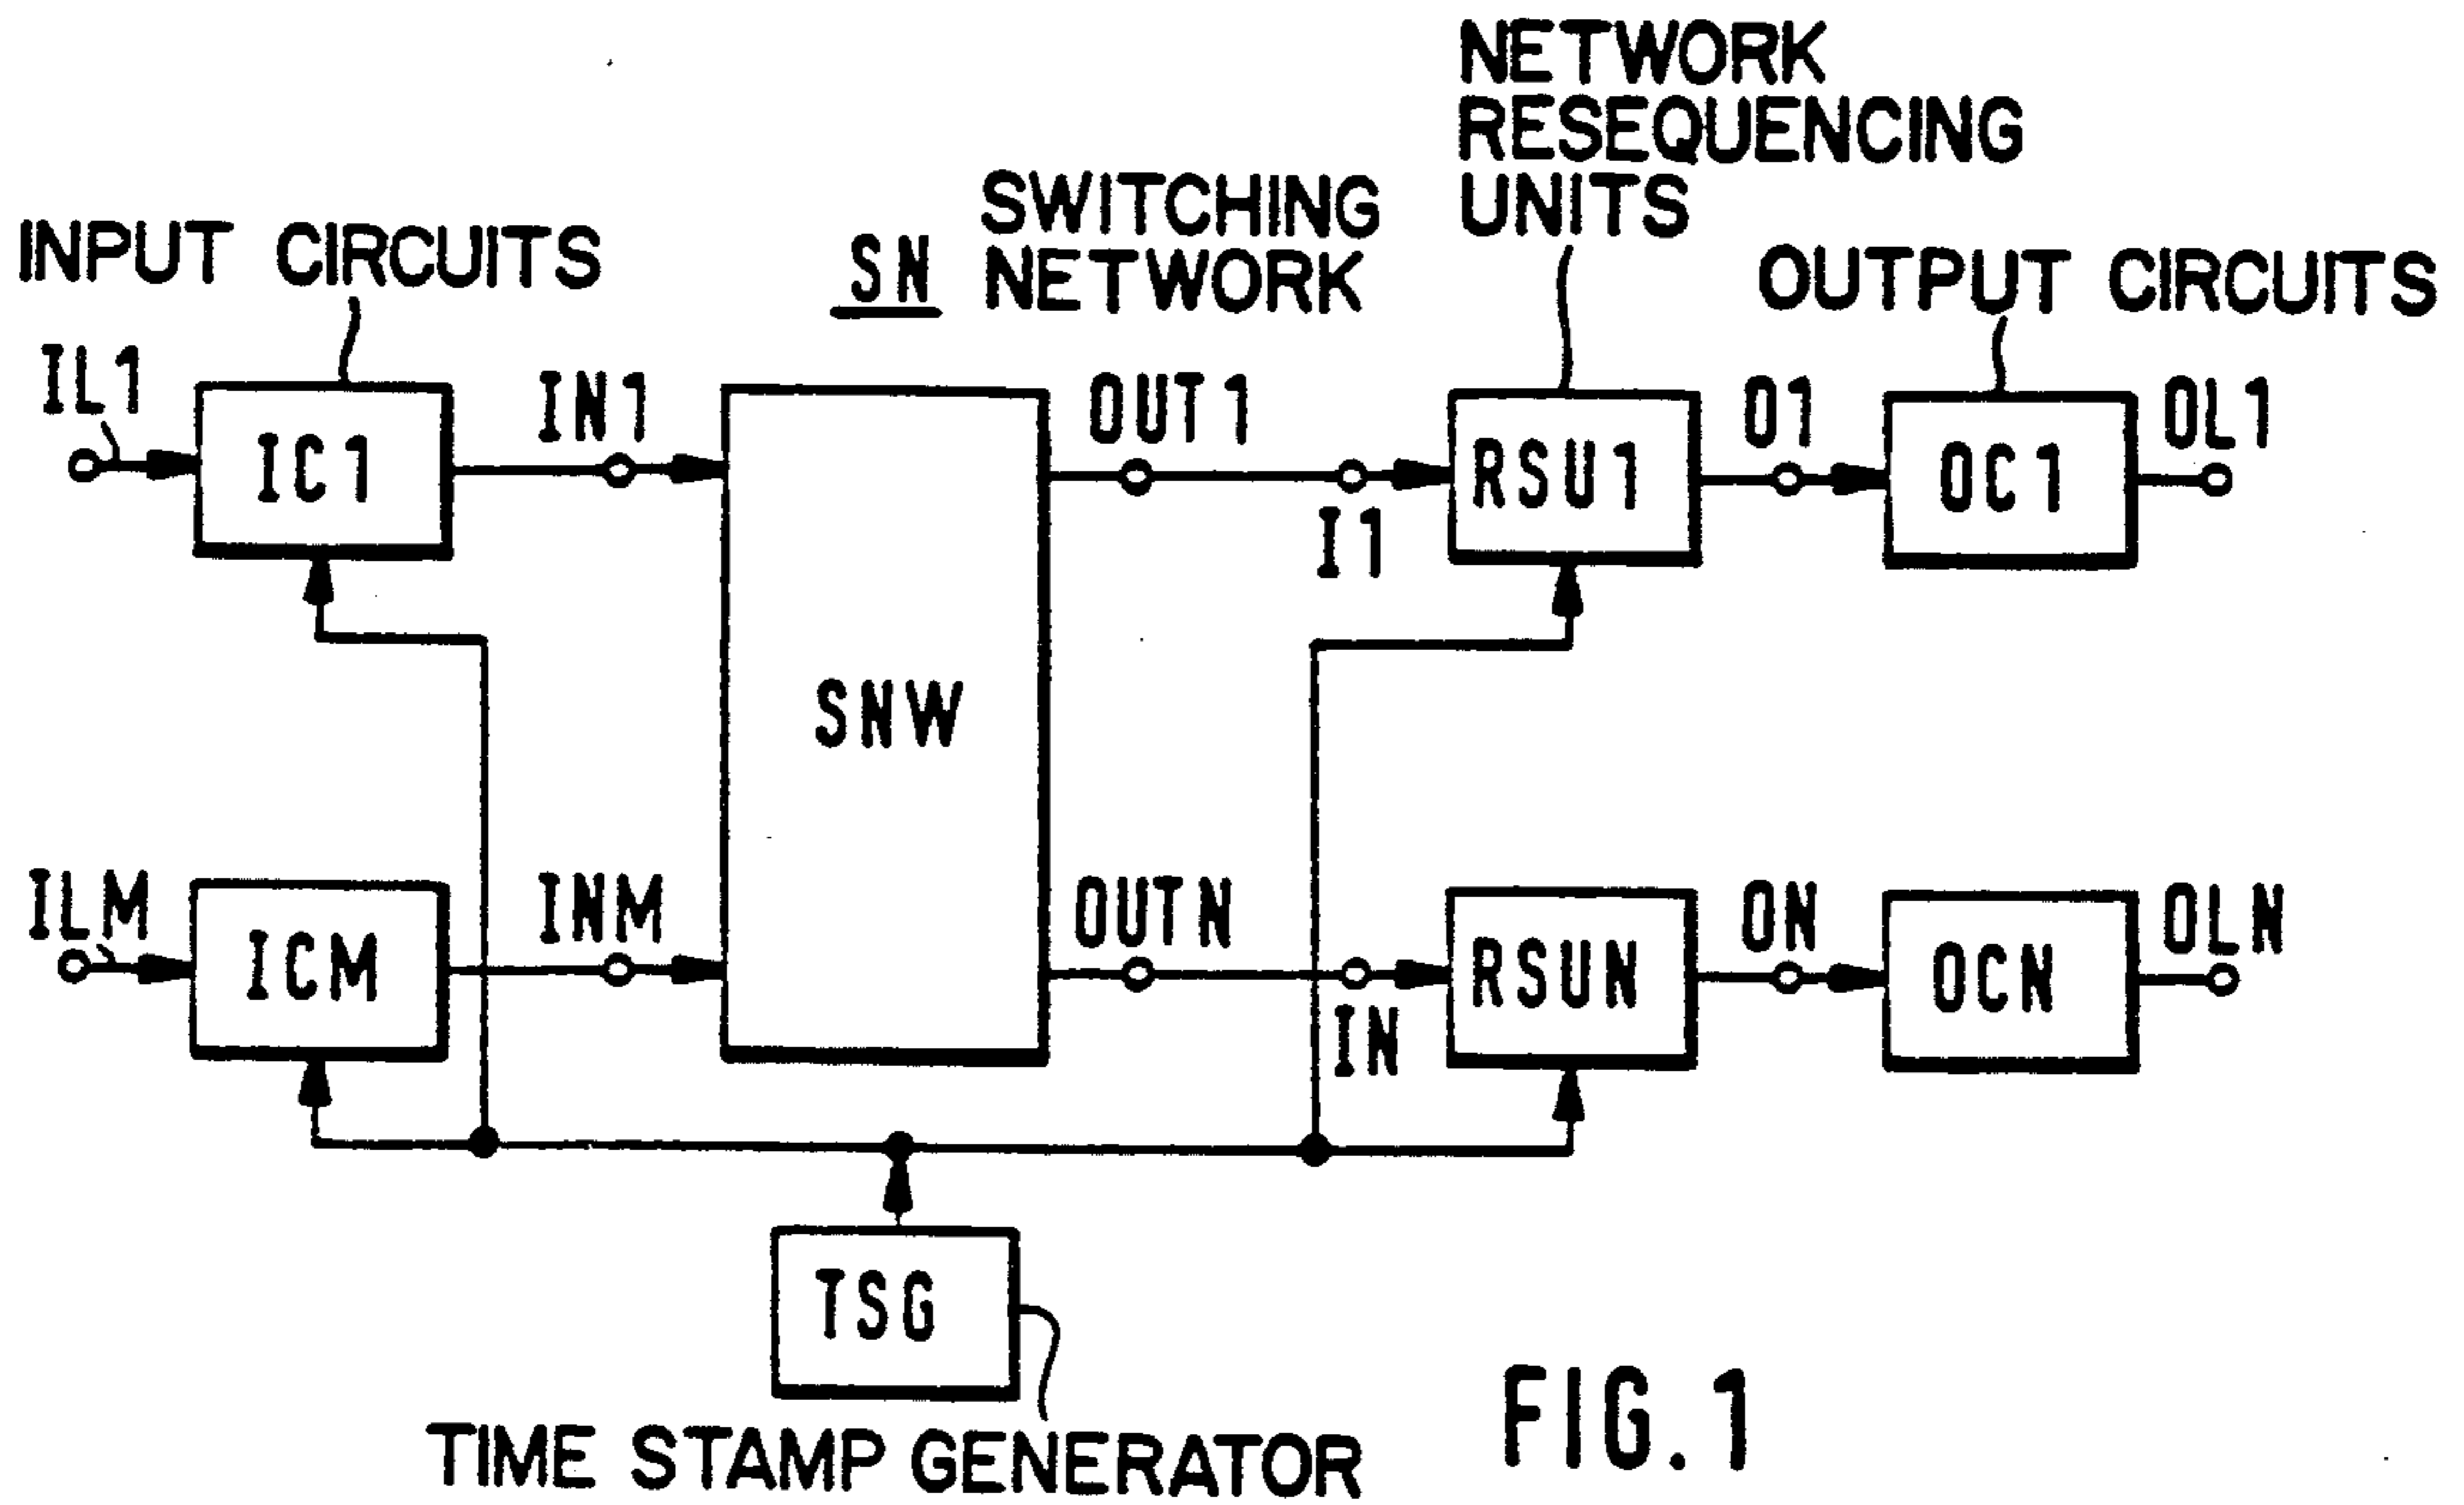 NETWORK
RESEQUENCING
UNITS
SWITCHING
NETWORK
SN
INPUT CIRCUITS
OUTPUT CIRCUITS
IL1
IC1
IN1
OUT1
I1
RSU1
O1
OC1
OL1
SNW
ILM
ICM
INM
OUTN
IN
RSUN
ON
OCN
OLN
TSG
TIME STAMP GENERATOR
FIG. 1